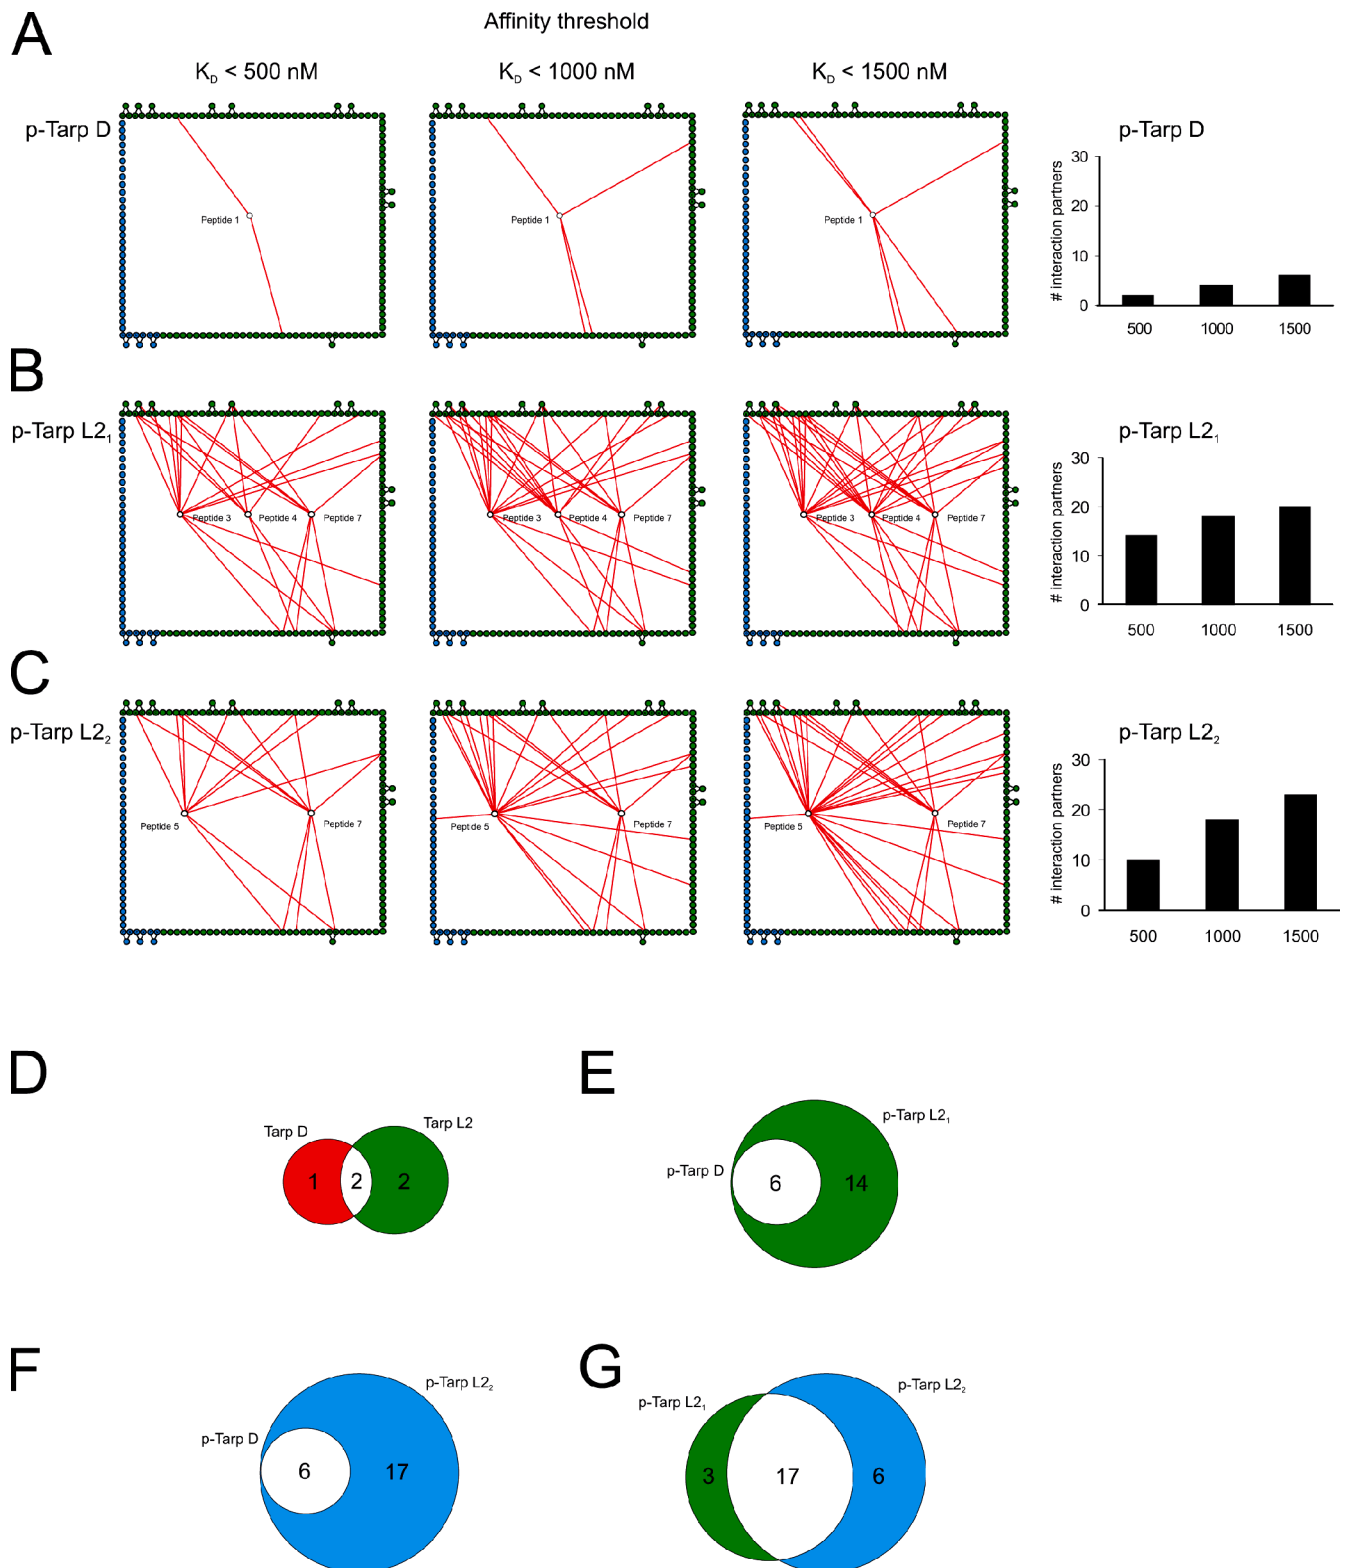 A
Affinity threshold
K_D < 500 nM
K_D < 1000 nM
K_D < 1500 nM
p-Tarp D
Peptide 1
Peptide 1
Peptide 1
p-Tarp D
# interaction partners
30
20
10
0
500 1000 1500
B
p-Tarp L2₁
Peptide 3 Peptide 4 Peptide 7
Peptide 3 Peptide 4 Peptide 7
Peptide 3 Peptide 4 Peptide 7
p-Tarp L2₁
# interaction partners
30
20
10
0
500 1000 1500
C
p-Tarp L2₂
Peptide 5 Peptide 7
Peptide 5 Peptide 7
Peptide 5 Peptide 7
p-Tarp L2₂
# interaction partners
30
20
10
0
500 1000 1500
D
Tarp D
Tarp L2
1 2 2
E
p-Tarp L2₁
p-Tarp D
6 14
F
p-Tarp L2₂
p-Tarp D
6 17
G
p-Tarp L2₁
p-Tarp L2₂
3 17 6